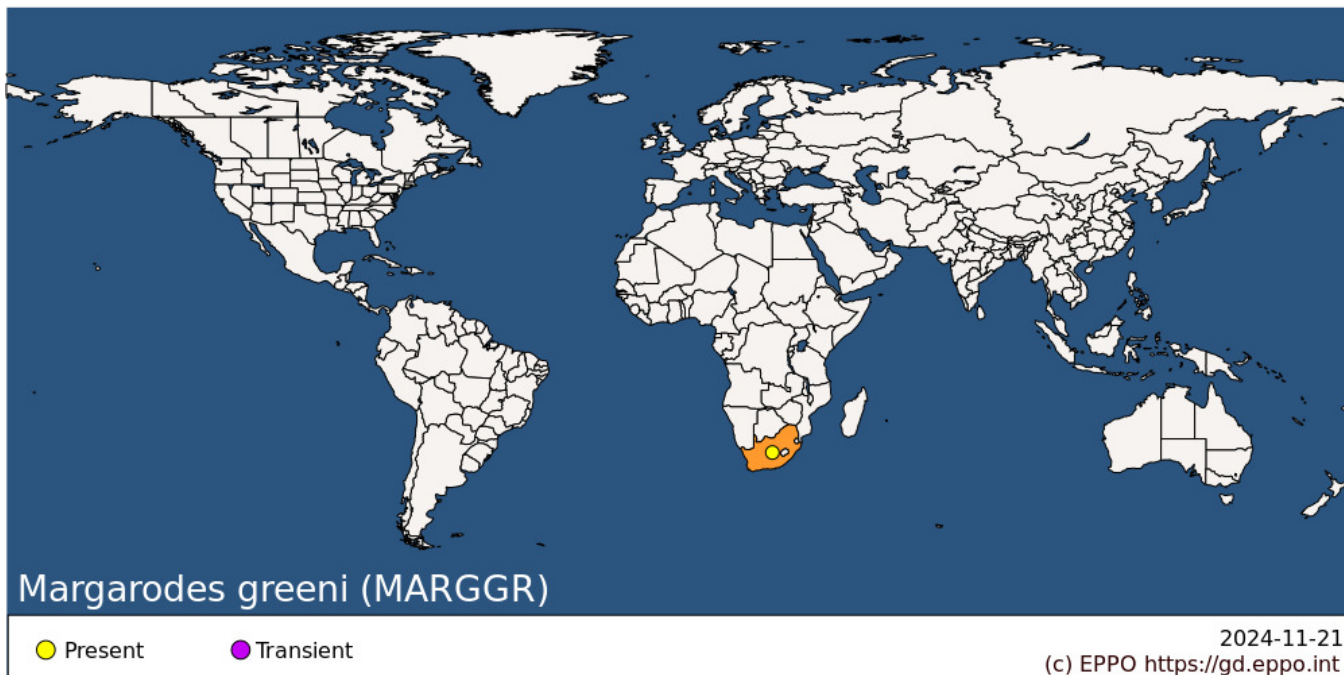 Margarodes greeni (MARGGR)
Present
Transient
2024-11-21
(c) EPPO https://gd.eppo.int